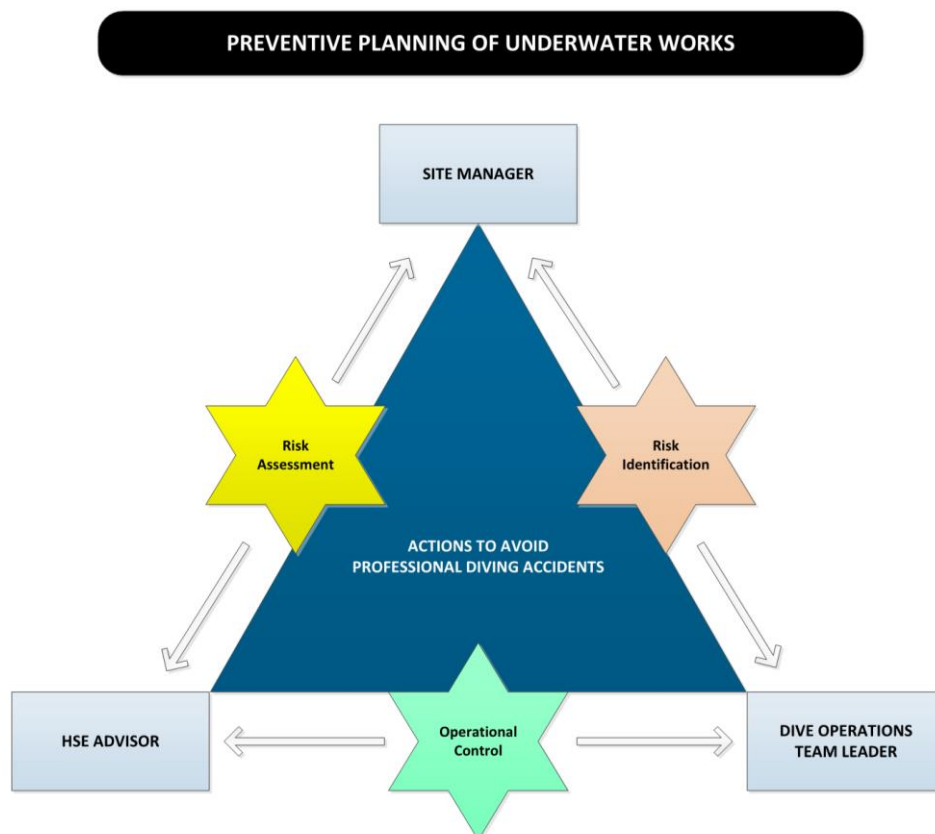 PREVENTIVE PLANNING OF UNDERWATER WORKS
SITE MANAGER
Risk
Assessment
Risk
Identification
ACTIONS TO AVOID
PROFESSIONAL DIVING ACCIDENTS
HSE ADVISOR
Operational
Control
DIVE OPERATIONS
TEAM LEADER